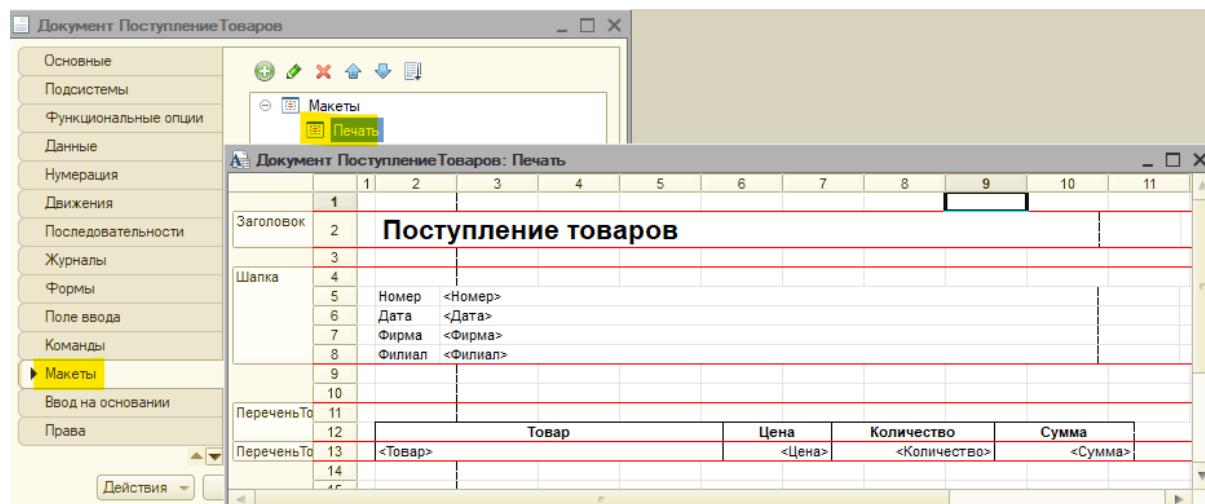 Документ ПоступлениеТоваров
Основные
Подсистемы
Функциональные опции
Данные
Нумерация
Движения
Последовательности
Журналы
Формы
Поле ввода
Команды
Макеты
Ввод на основании
Права
Действия
Макеты
Печать
Документ ПоступлениеТоваров: Печать
1 2 3 4 5 6 7 8 9 10 11
1
Заголовок 2 Поступление товаров
3
Шапка 4
5 Номер <Номер>
6 Дата <Дата>
7 Фирма <Фирма>
8 Филиал <Филиал>
9
10
ПереченьТо 11
12 Товар Цена Количество Сумма
ПереченьТо 13 <Товар> <Цена> <Количество> <Сумма>
14